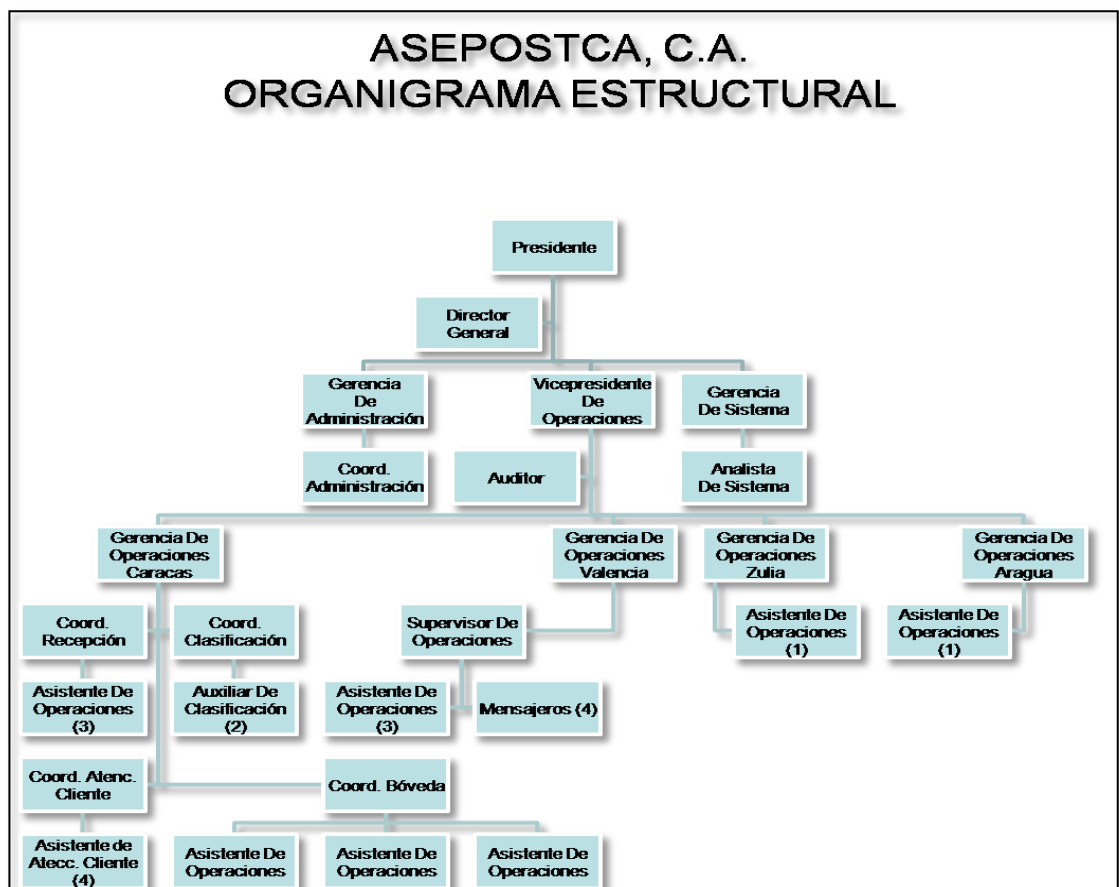 ASEPOSTCA, C.A.
ORGANIGRAMA ESTRUCTURAL
Presidente
Director
General
Gerencia
De
Administración
Vicepresidente
De
Operaciones
Gerencia
De Sistema
Coord.
Administración
Auditor
Analista
De Sistema
Gerencia De
Operaciones
Caracas
Gerencia De
Operaciones
Valencia
Gerencia De
Operaciones
Zulia
Gerencia De
Operaciones
Aragua
Coord.
Recepción
Coord.
Clasificación
Supervisor De
Operaciones
Asistente De
Operaciones
(1)
Asistente De
Operaciones
(1)
Asistente De
Operaciones
(3)
Auxiliar De
Clasificación
(2)
Asistente De
Operaciones
(3)
Mensajeros (4)
Coord. Atenc.
Cliente
Coord. Bóveda
Asistente de
Atecc. Cliente
(4)
Asistente De
Operaciones
Asistente De
Operaciones
Asistente De
Operaciones